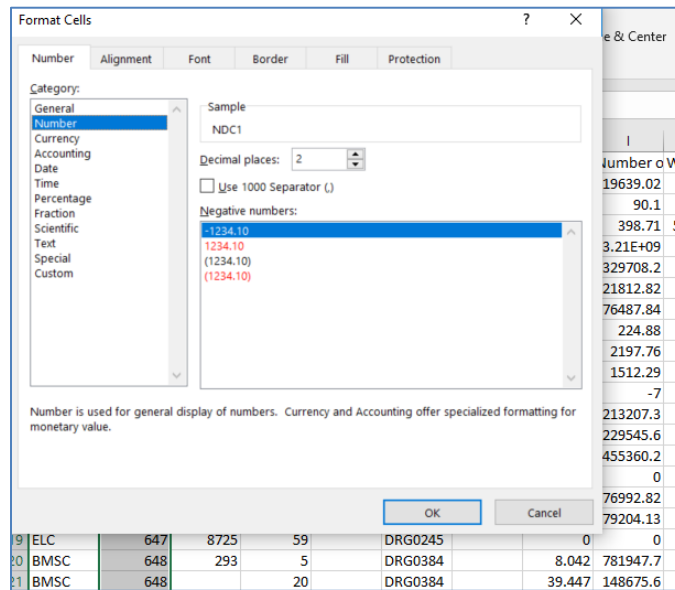 Format Cells ? X
e & Center
Number Alignment Font Border Fill Protection
Category:
General
Number
Currency
Accounting
Date
Time
Percentage
Fraction
Scientific
Text
Special
Custom
Sample
NDC1
Decimal places: 2
Use 1000 Separator (,)
Negative numbers:
-1234.10
1234.10
(1234.10)
(1234.10)
Number is used for general display of numbers. Currency and Accounting offer specialized formatting for
monetary value.
OK Cancel
I
Number o W
19639.02
90.1
398.71
3.21E+09
329708.2
21812.82
76487.84
224.88
2197.76
1512.29
-7
213207.3
229545.6
455360.2
0
76992.82
79204.13
19 ELC 647 8725 59 DRG0245 0 0
20 BMSC 648 293 5 DRG0384 8.042 781947.7
21 BMSC 648 20 DRG0384 39.447 148675.6